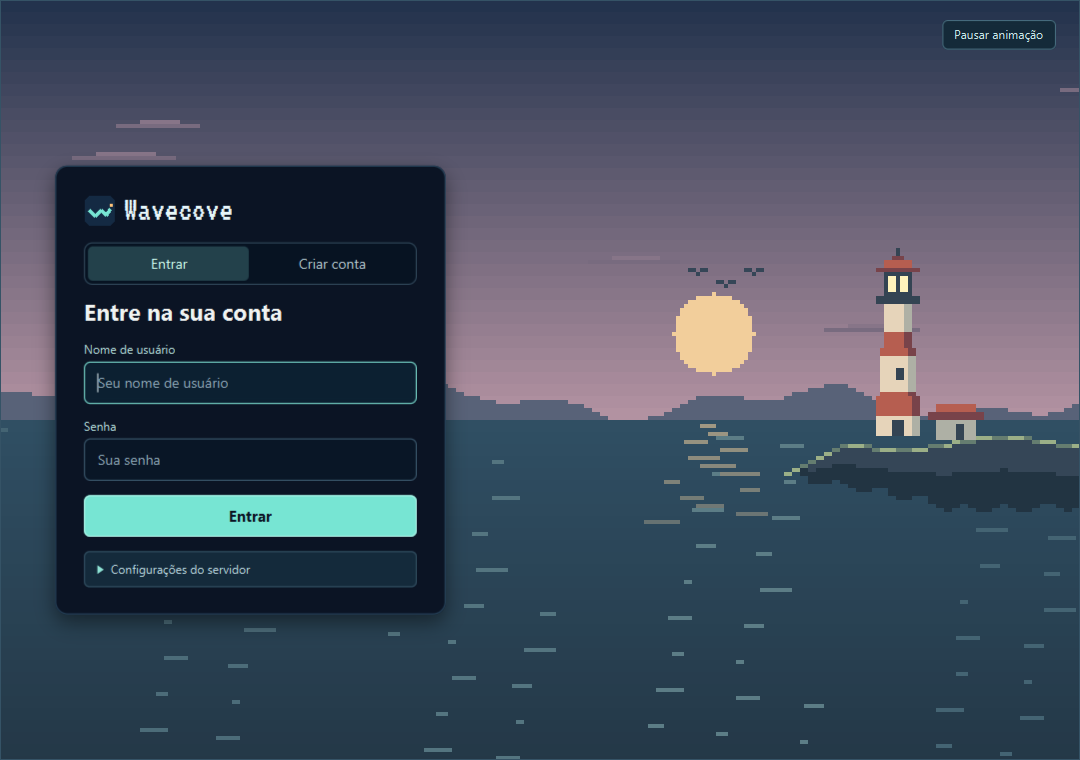 Pausar animação
Wavecove
Entrar
Criar conta
Entre na sua conta
Nome de usuário
Seu nome de usuário
Senha
Sua senha
Entrar
Configurações do servidor